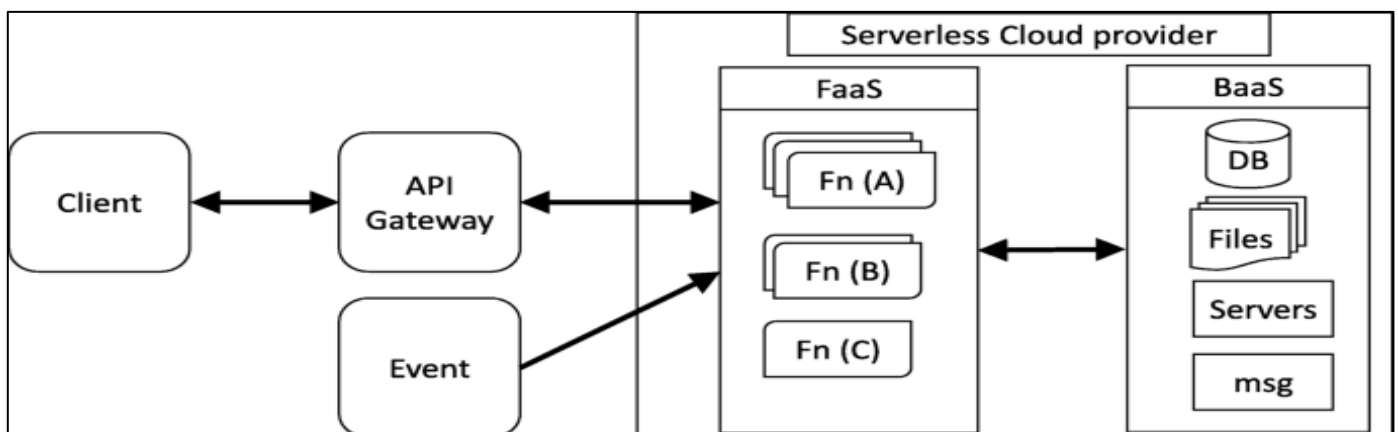 Serverless Cloud provider
FaaS
BaaS
Client
API
Gateway
Event
Fn (A)
Fn (B)
Fn (C)
DB
Files
Servers
msg